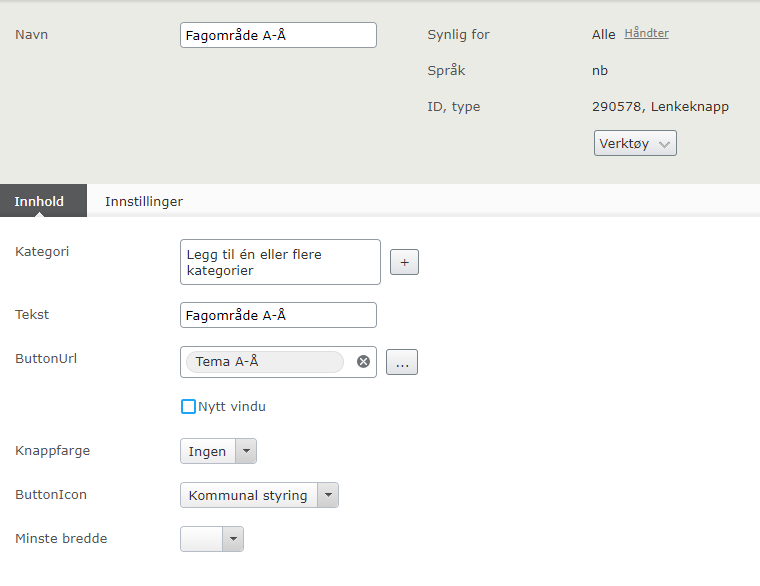 Navn
Fagområde A-Å
Synlig for
Alle Håndter
Språk
nb
ID, type
290578, Lenkeknapp
Verktøy
Innhold
Innstillinger
Kategori
Legg til én eller flere
kategorier
+
Tekst
Fagområde A-Å
ButtonUrl
Tema A-Å
...
Nytt vindu
Knappfarge
Ingen
ButtonIcon
Kommunal styring
Minste bredde